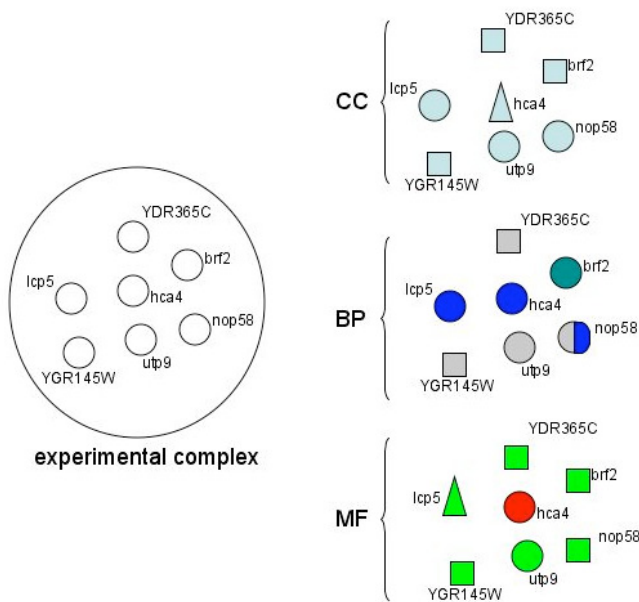 YDR365C
brf2
lcp5
hca4
nop58
utp9
YGR145W
experimental complex
CC
YDR365C
brf2
lcp5
hca4
nop58
utp9
YGR145W
BP
YDR365C
brf2
lcp5
hca4
nop58
utp9
YGR145W
MF
YDR365C
brf2
lcp5
hca4
nop58
utp9
YGR145W